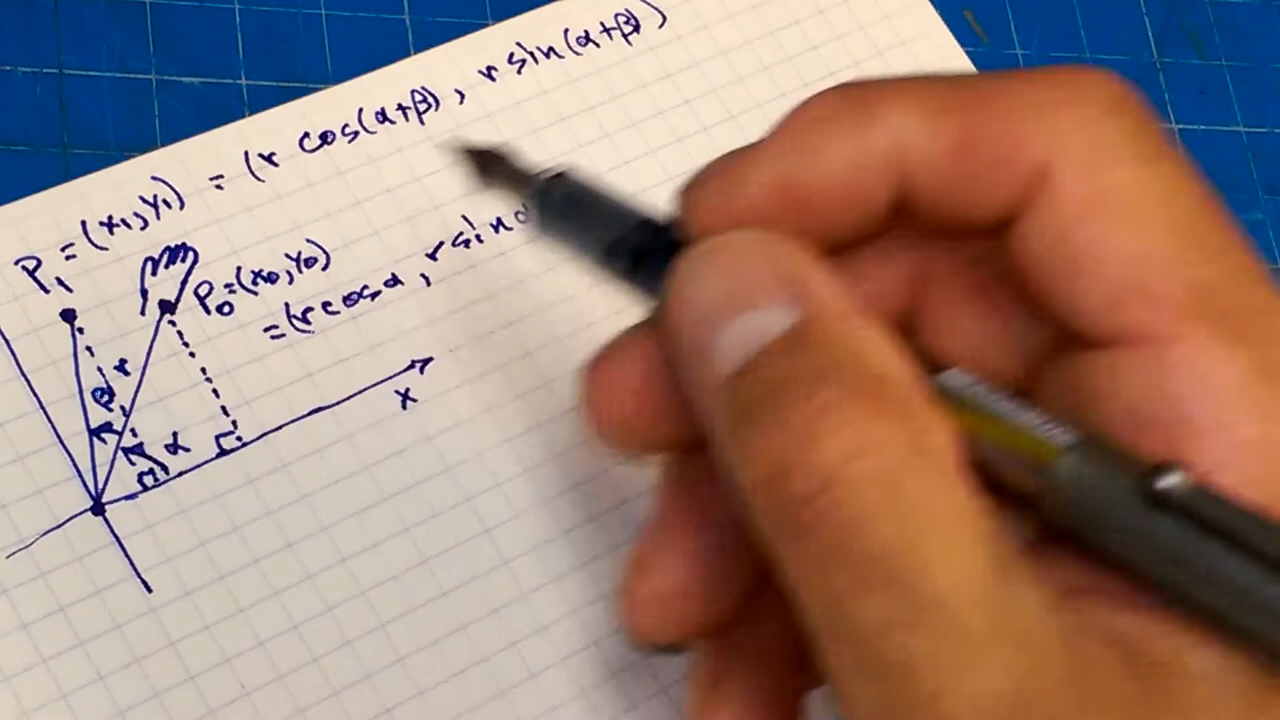 P₁ = (x₁, y₁) = (r cos(α+β), r sin(α+β))
P₀ = (x₀, y₀)
= (r cos α, r sin α
β r
α
x